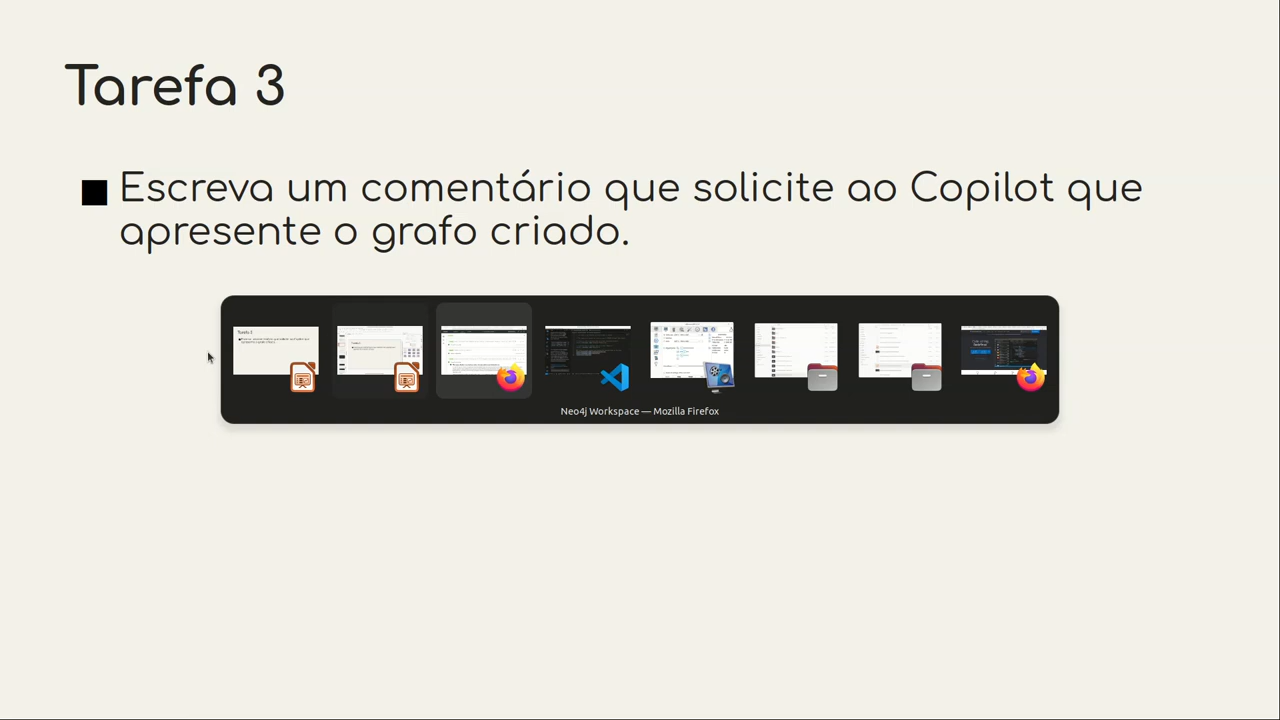 Tarefa 3
Escreva um comentário que solicite ao Copilot que
apresente o grafo criado.
Neo4j Workspace — Mozilla Firefox